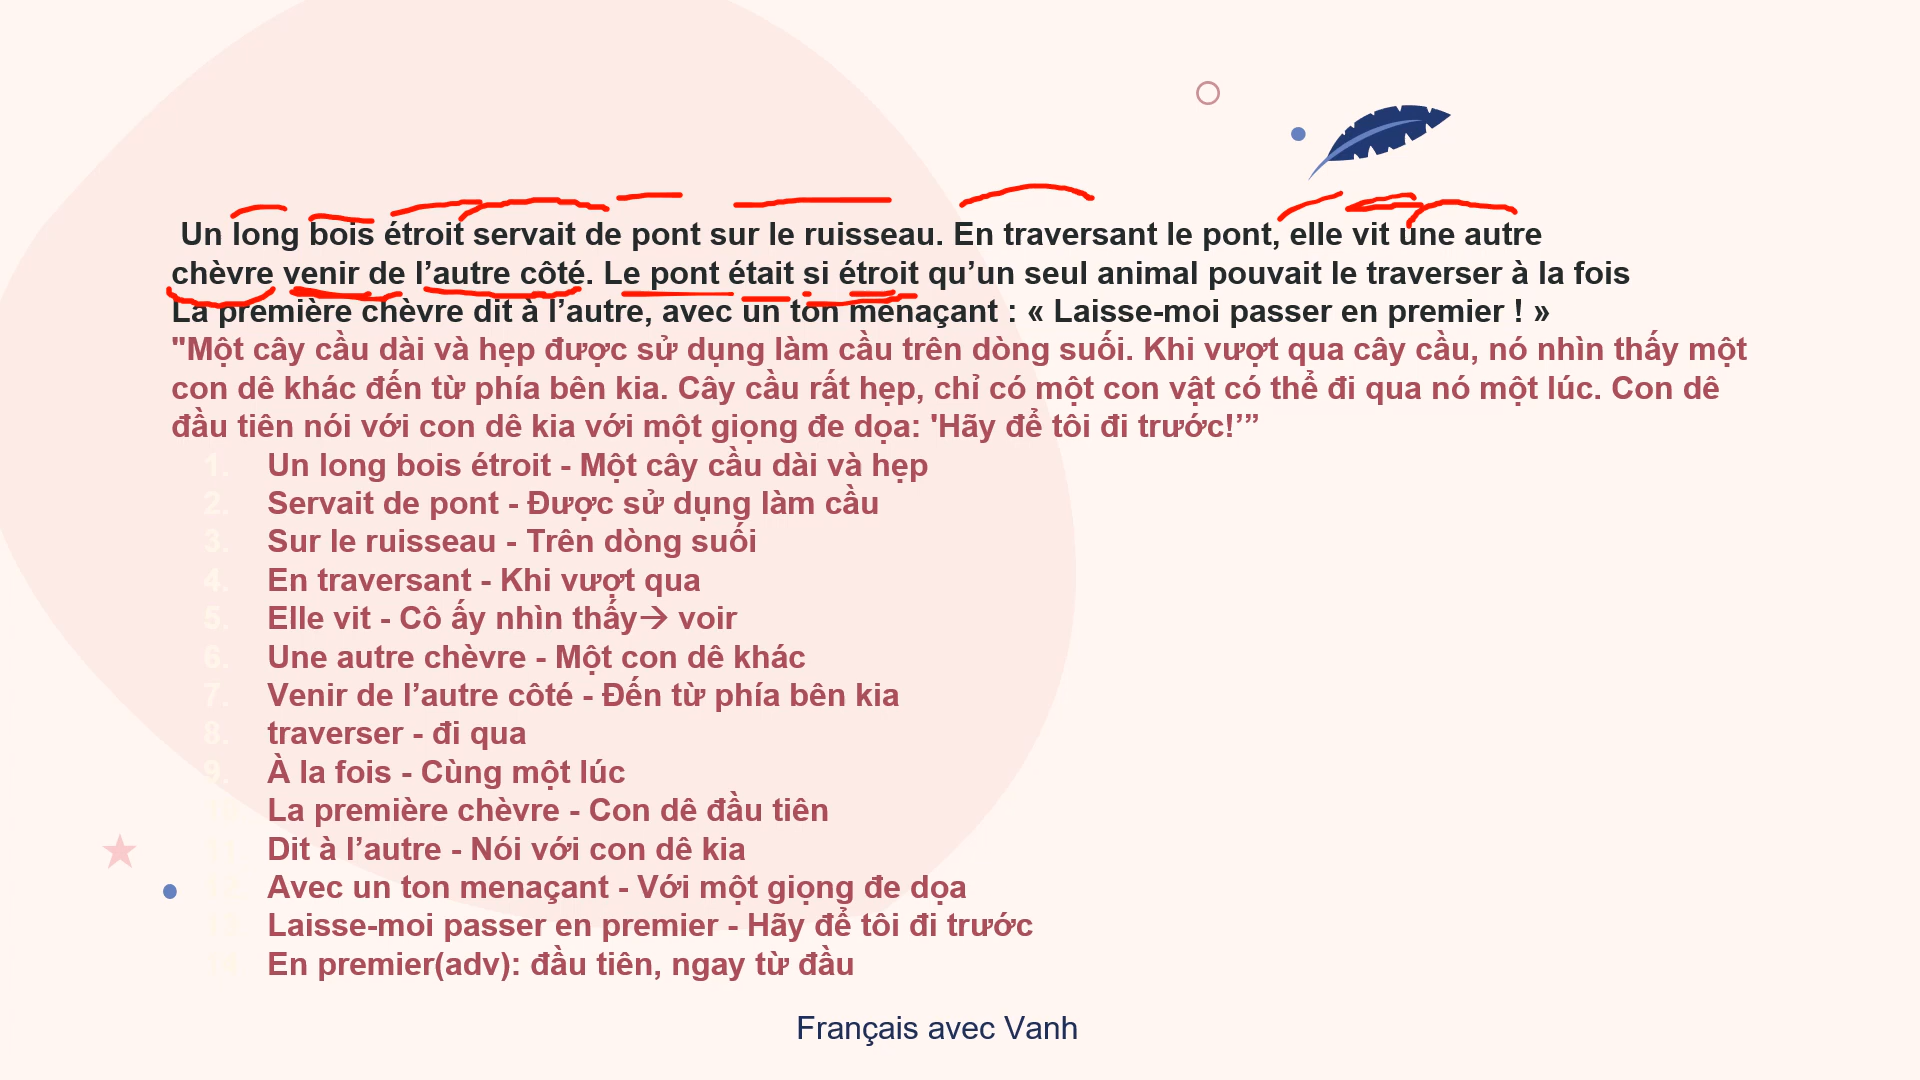 Un long bois étroit servait de pont sur le ruisseau. En traversant le pont, elle vit une autre
chèvre venir de l’autre côté. Le pont était si étroit qu’un seul animal pouvait le traverser à la fois
La première chèvre dit à l’autre, avec un ton menaçant : « Laisse-moi passer en premier ! »
"Một cây cầu dài và hẹp được sử dụng làm cầu trên dòng suối. Khi vượt qua cây cầu, nó nhìn thấy một
con dê khác đến từ phía bên kia. Cây cầu rất hẹp, chỉ có một con vật có thể đi qua nó một lúc. Con dê
đầu tiên nói với con dê kia với một giọng đe dọa: 'Hãy để tôi đi trước!’”
1. Un long bois étroit - Một cây cầu dài và hẹp
2. Servait de pont - Được sử dụng làm cầu
3. Sur le ruisseau - Trên dòng suối
4. En traversant - Khi vượt qua
5. Elle vit - Cô ấy nhìn thấy→ voir
6. Une autre chèvre - Một con dê khác
7. Venir de l’autre côté - Đến từ phía bên kia
8. traverser - đi qua
9. À la fois - Cùng một lúc
La première chèvre - Con dê đầu tiên
Dit à l’autre - Nói với con dê kia
Avec un ton menaçant - Với một giọng đe dọa
Laisse-moi passer en premier - Hãy để tôi đi trước
En premier(adv): đầu tiên, ngay từ đầu
Français avec Vanh